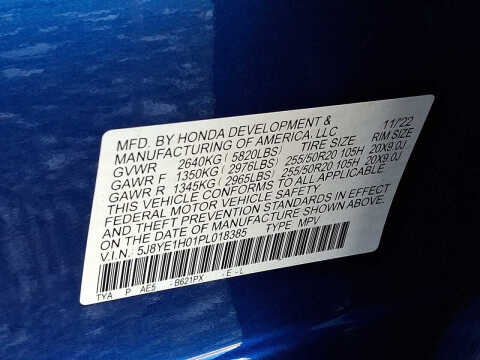 MFD. BY HONDA DEVELOPMENT & 11/22
MANUFACTURING OF AMERICA, LLC
GVWR 2640KG ( 5820LBS) TIRE SIZE RIM SIZE
GAWR F 1350KG ( 2976LBS) 255/50R20 105H 20X9.0J
GAWR R 1345KG ( 2965LBS) 255/50R20 105H 20X9.0J
THIS VEHICLE CONFORMS TO ALL APPLICABLE
FEDERAL MOTOR VEHICLE SAFETY, BUMPER,
AND THEFT PREVENTION STANDARDS IN EFFECT
ON THE DATE OF MANUFACTURE SHOWN ABOVE.
V.I.N. 5J8YE1H01PL018385 TYPE MPV
TYA P AE5 - B621PX - E - L